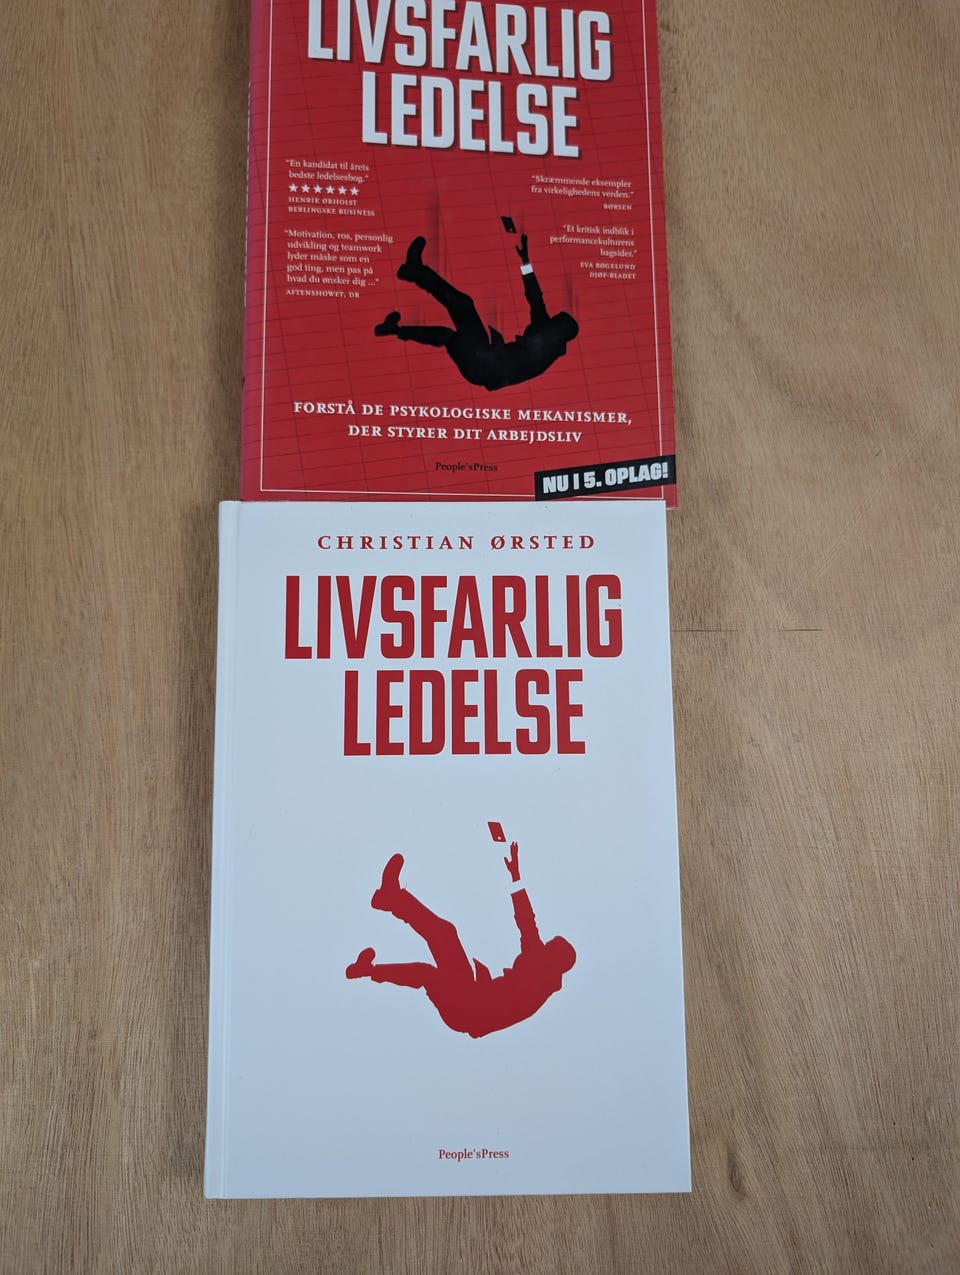 LIVSFARLIG
LEDELSE
"En kandidat til årets
bedste ledelsesbog."
★★★★★★
HENRIK ØRHOLST
BERLINGSKE BUSINESS
"Motivation, ros, personlig
udvikling og teamwork
lyder måske som en
god ting, men pas på
hvad du ønsker dig ..."
AFTENSHOWET, DR
"Skræmmende eksempler
fra virkelighedens verden."
BØRSEN
"Et kritisk indblik i
performancekulturens
bagsider."
EVA BØGELUND
DJØF-BLADET
FORSTÅ DE PSYKOLOGISKE MEKANISMER,
DER STYRER DIT ARBEJDSLIV
People'sPress
NU I 5. OPLAG!
CHRISTIAN ØRSTED
LIVSFARLIG
LEDELSE
People'sPress